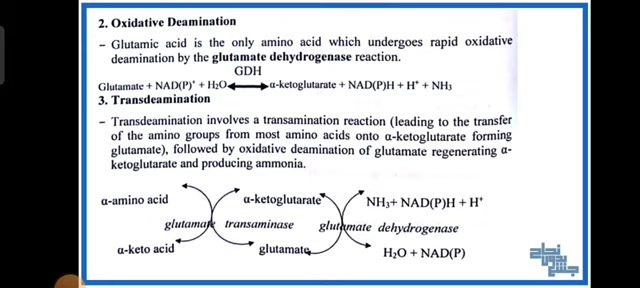 2. Oxidative Deamination
– Glutamic acid is the only amino acid which undergoes rapid oxidative
deamination by the glutamate dehydrogenase reaction.
GDH
Glutamate + NAD(P)⁺ + H₂O ⟷ α-ketoglutarate + NAD(P)H + H⁺ + NH₃
3. Transdeamination
– Transdeamination involves a transamination reaction (leading to the transfer
of the amino groups from most amino acids onto α-ketoglutarate forming
glutamate), followed by oxidative deamination of glutamate regenerating α-
ketoglutarate and producing ammonia.
α-amino acid α-ketoglutarate NH₃+ NAD(P)H + H⁺
glutamate transaminase glutamate dehydrogenase
α-keto acid glutamate H₂O + NAD(P)